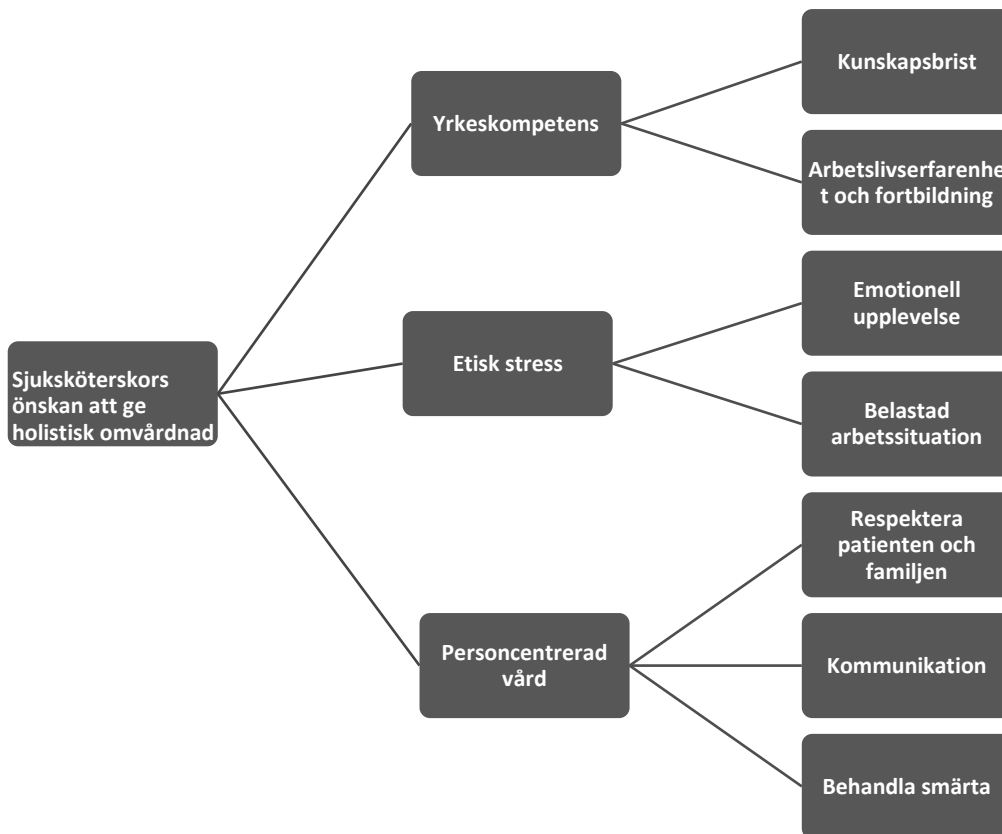 Sjuksköterskors
önskan att ge
holistisk omvårdnad
Yrkeskompetens
Kunskapsbrist
Arbetslivserfarenhe
t och fortbildning
Etisk stress
Emotionell
upplevelse
Belastad
arbetssituation
Personcentrerad
vård
Respektera
patienten och
familjen
Kommunikation
Behandla smärta